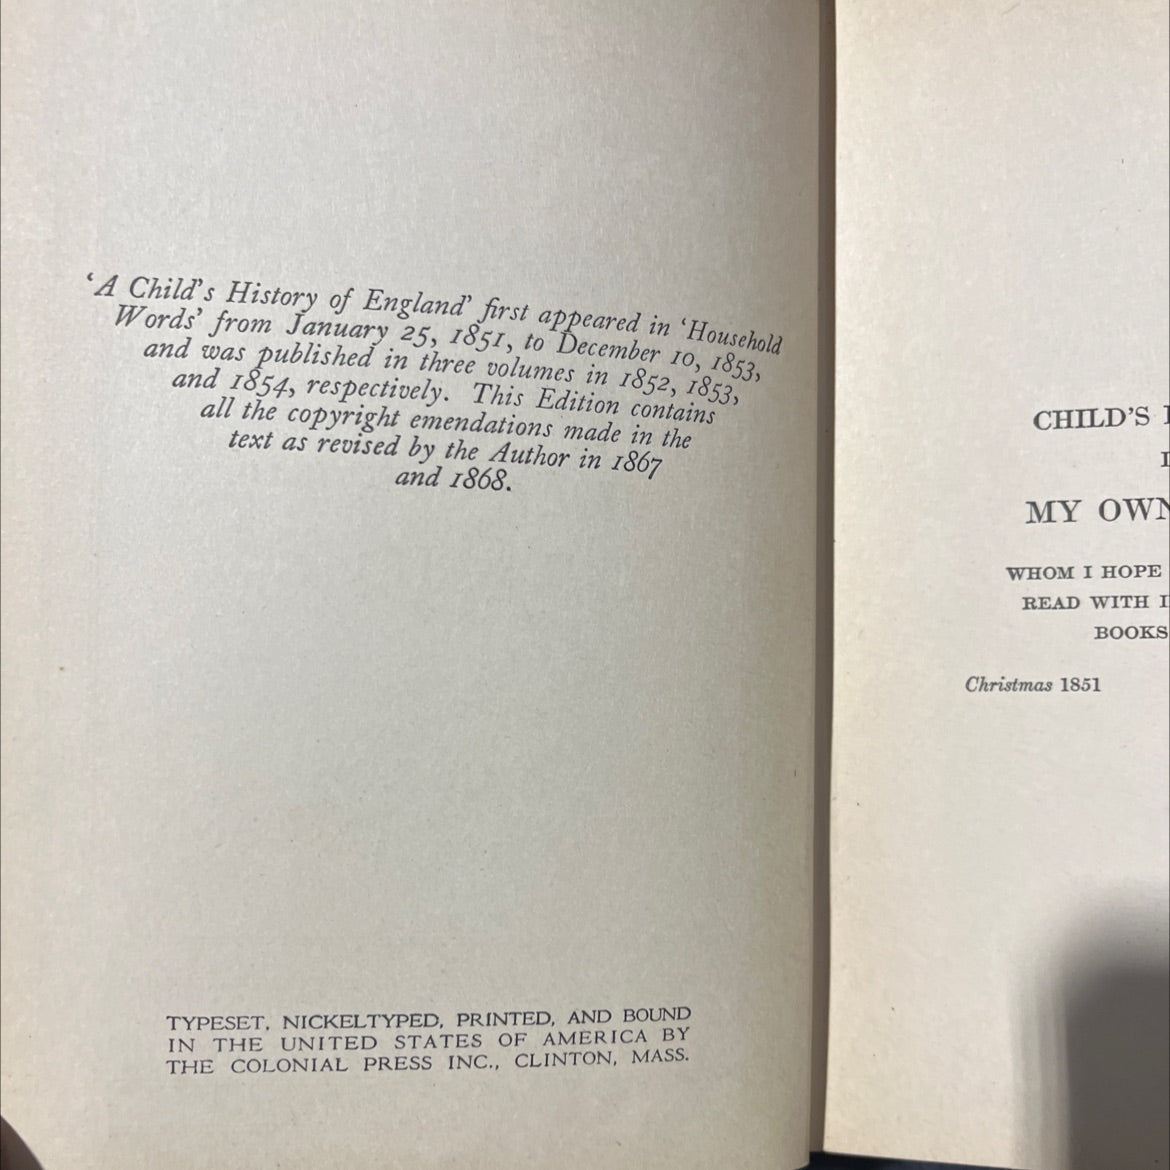 ‘A Child's History of England’ first appeared in ‘Household
Words’ from January 25, 1851, to December 10, 1853,
and was published in three volumes in 1852, 1853,
and 1854, respectively. This Edition contains
all the copyright emendations made in the
text as revised by the Author in 1867
and 1868.
TYPESET, NICKELTYPED, PRINTED, AND BOUND
IN THE UNITED STATES OF AMERICA BY
THE COLONIAL PRESS INC., CLINTON, MASS.
CHILD'S
MY OWN
WHOM I HOPE
READ WITH
BOOKS
Christmas 1851